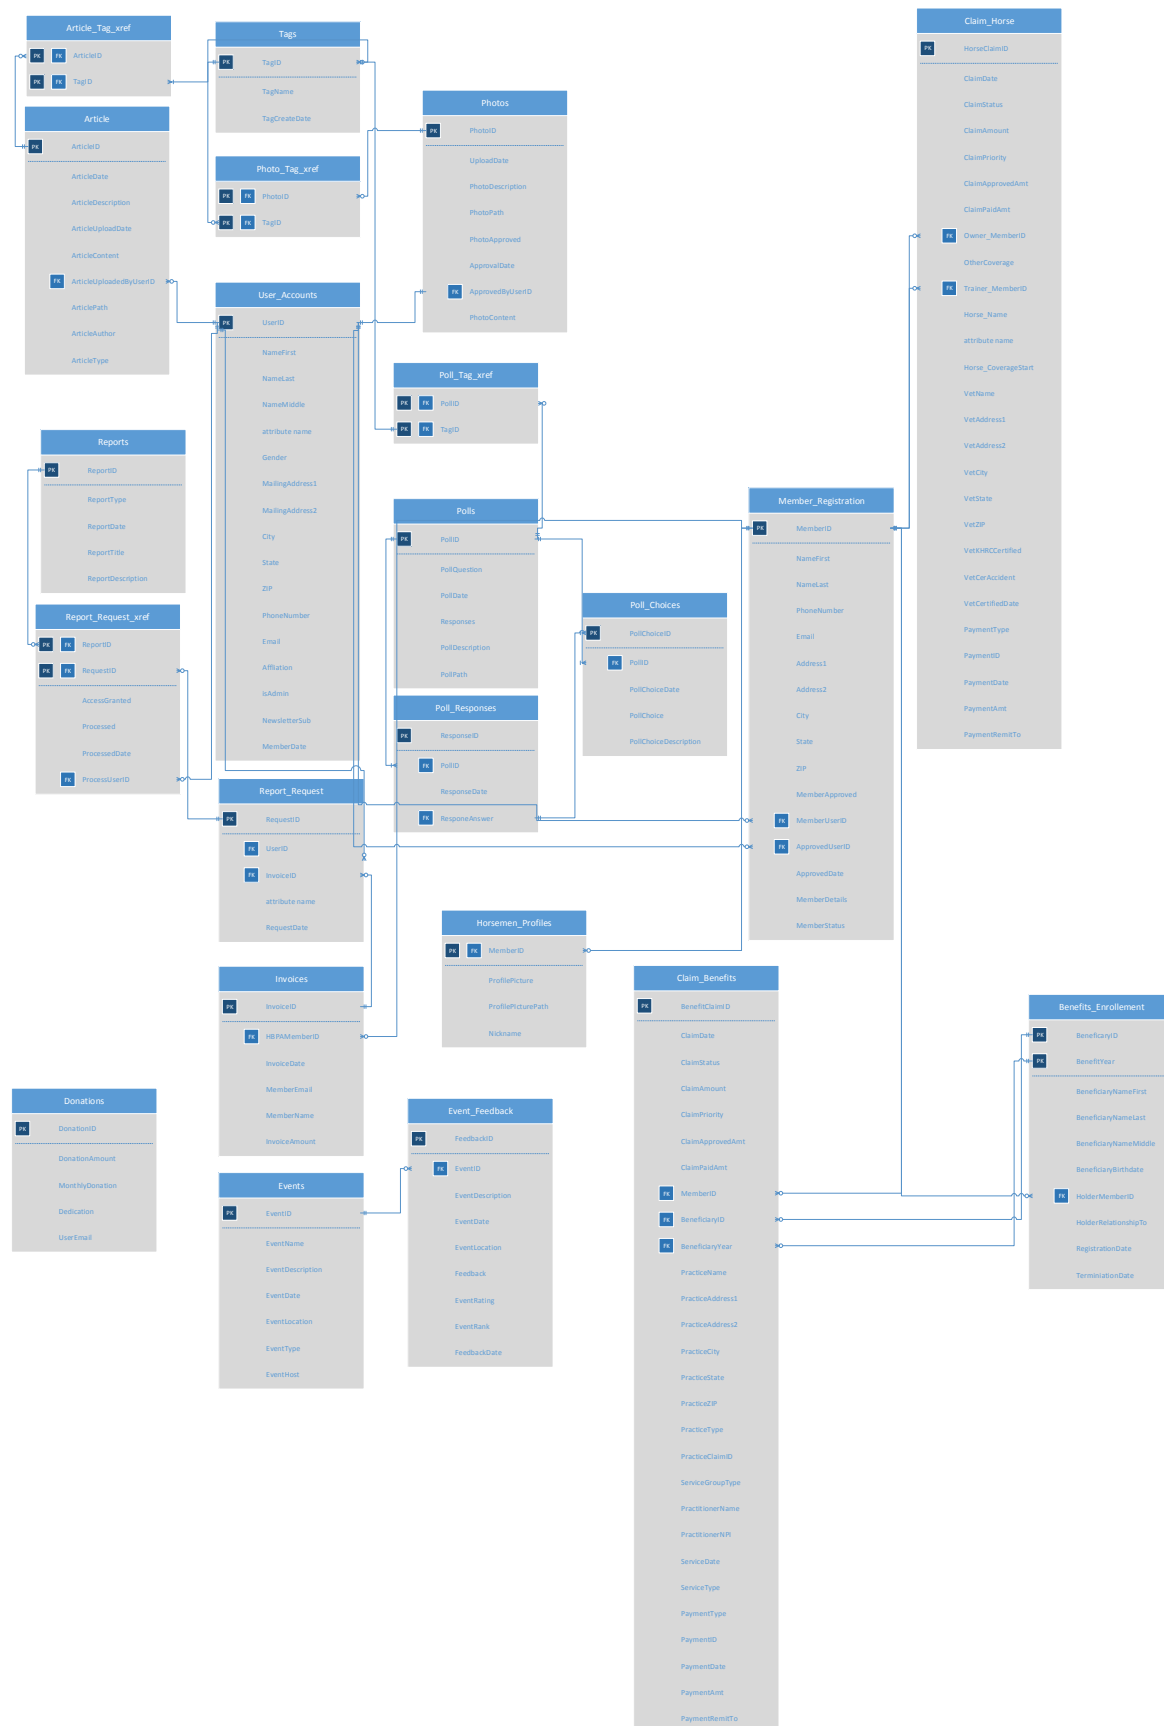 Article_Tag_xref
PK FK ArticleID
PK FK TagID
Article
PK ArticleID
ArticleDate
ArticleDescription
ArticleUploadDate
ArticleContent
FK ArticleUploadedByUserID
ArticlePath
ArticleAuthor
ArticleType
Tags
PK TagID
TagName
TagCreateDate
Photo_Tag_xref
PK FK PhotoID
PK FK TagID
Photos
PK PhotoID
UploadDate
PhotoDescription
PhotoPath
PhotoApproved
ApprovalDate
FK ApprovedByUserID
PhotoContent
User_Accounts
PK UserID
NameFirst
NameLast
NameMiddle
attribute name
Gender
MailingAddress1
MailingAddress2
City
State
ZIP
PhoneNumber
Email
Affliation
isAdmin
NewsletterSub
MemberDate
Poll_Tag_xref
PK FK PollID
PK FK TagID
Reports
PK ReportID
ReportType
ReportDate
ReportTitle
ReportDescription
Report_Request_xref
PK FK ReportID
PK FK RequestID
AccessGranted
Processed
ProcessedDate
FK ProcessUserID
Polls
PK PollID
PollQuestion
PollDate
Responses
PollDescription
PollPath
Poll_Choices
PK PollChoiceID
FK PollID
PollChoiceDate
PollChoice
PollChoiceDescription
Poll_Responses
PK ResponseID
FK PollID
ResponseDate
FK ResponeAnswer
Report_Request
PK RequestID
FK UserID
FK InvoiceID
attribute name
RequestDate
Member_Registration
PK MemberID
NameFirst
NameLast
PhoneNumber
Email
Address1
Address2
City
State
ZIP
MemberApproved
FK MemberUserID
FK ApprovedUserID
ApprovedDate
MemberDetails
MemberStatus
Claim_Horse
PK HorseClaimID
ClaimDate
ClaimStatus
ClaimAmount
ClaimPriority
ClaimApprovedAmt
ClaimPaidAmt
FK Owner_MemberID
OtherCoverage
FK Trainer_MemberID
Horse_Name
attribute name
Horse_CoverageStart
VetName
VetAddress1
VetAddress2
VetCity
VetState
VetZIP
VetKHRCCertified
VetCerAccident
VetCertifiedDate
PaymentType
PaymentID
PaymentDate
PaymentAmt
PaymentRemitTo
Horsemen_Profiles
PK FK MemberID
ProfilePicture
ProfilePicturePath
Nickname
Invoices
PK InvoiceID
FK HBPAMemberID
InvoiceDate
MemberEmail
MemberName
InvoiceAmount
Donations
PK DonationID
DonationAmount
MonthlyDonation
Dedication
UserEmail
Events
PK EventID
EventName
EventDescription
EventDate
EventLocation
EventType
EventHost
Event_Feedback
PK FeedbackID
FK EventID
EventDescription
EventDate
EventLocation
Feedback
EventRating
EventRank
FeedbackDate
Claim_Benefits
PK BenefitClaimID
ClaimDate
ClaimStatus
ClaimAmount
ClaimPriority
ClaimApprovedAmt
ClaimPaidAmt
FK MemberID
FK BeneficiaryID
FK BeneficiaryYear
PracticeName
PracticeAddress1
PracticeAddress2
PracticeCity
PracticeState
PracticeZIP
PracticeType
PracticeClaimID
ServiceGroupType
PractitionerName
PractitionerNPI
ServiceDate
ServiceType
PaymentType
PaymentID
PaymentDate
PaymentAmt
PaymentRemitTo
Benefits_Enrollement
PK BeneficaryID
PK BenefitYear
BeneficiaryNameFirst
BeneficiaryNameLast
BeneficiaryNameMiddle
BeneficiaryBirthdate
FK HolderMemberID
HolderRelationshipTo
RegistrationDate
TerminiationDate